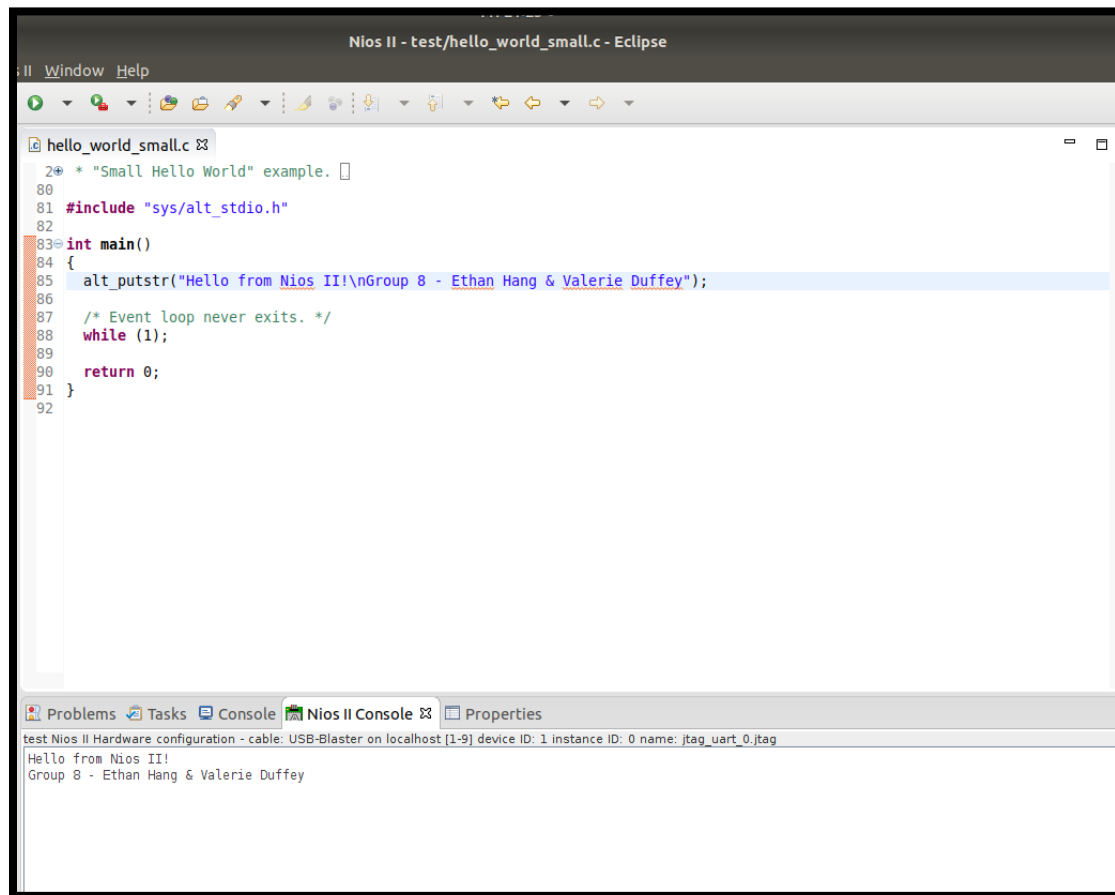 Nios II - test/hello_world_small.c - Eclipse
II Window Help
hello_world_small.c
2 * "Small Hello World" example.
80
81 #include "sys/alt_stdio.h"
82
83 int main()
84 {
85 alt_putstr("Hello from Nios II!\nGroup 8 - Ethan Hang & Valerie Duffey");
86
87 /* Event loop never exits. */
88 while (1);
89
90 return 0;
91 }
92
Problems Tasks Console Nios II Console Properties
test Nios II Hardware configuration - cable: USB-Blaster on localhost [1-9] device ID: 1 instance ID: 0 name: jtag_uart_0.jtag
Hello from Nios II!
Group 8 - Ethan Hang & Valerie Duffey